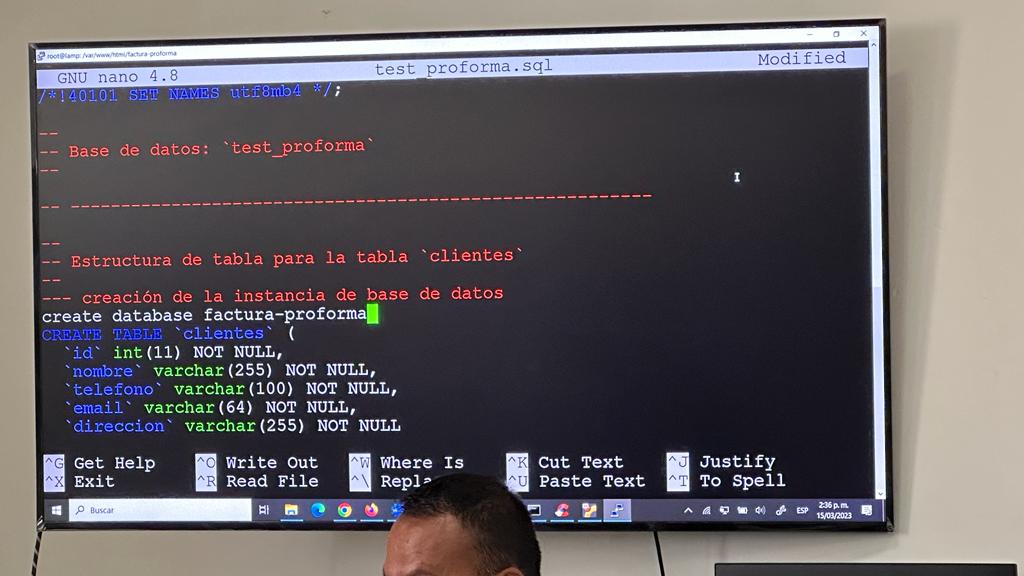 root@lamp: /var/www/html/factura-proforma
GNU nano 4.8 test_proforma.sql Modified
/*!40101 SET NAMES utf8mb4 */;
--
-- Base de datos: `test_proforma`
--
-- --------------------------------------------------------
--
-- Estructura de tabla para la tabla `clientes`
--
--- creación de la instancia de base de datos
create database factura-proforma
CREATE TABLE `clientes` (
`id` int(11) NOT NULL,
`nombre` varchar(255) NOT NULL,
`telefono` varchar(100) NOT NULL,
`email` varchar(64) NOT NULL,
`direccion` varchar(255) NOT NULL
^G Get Help ^O Write Out ^W Where Is ^K Cut Text ^J Justify
^X Exit ^R Read File ^\ Repla ^U Paste Text ^T To Spell
Buscar ESP 2:36 p. m.
15/03/2023